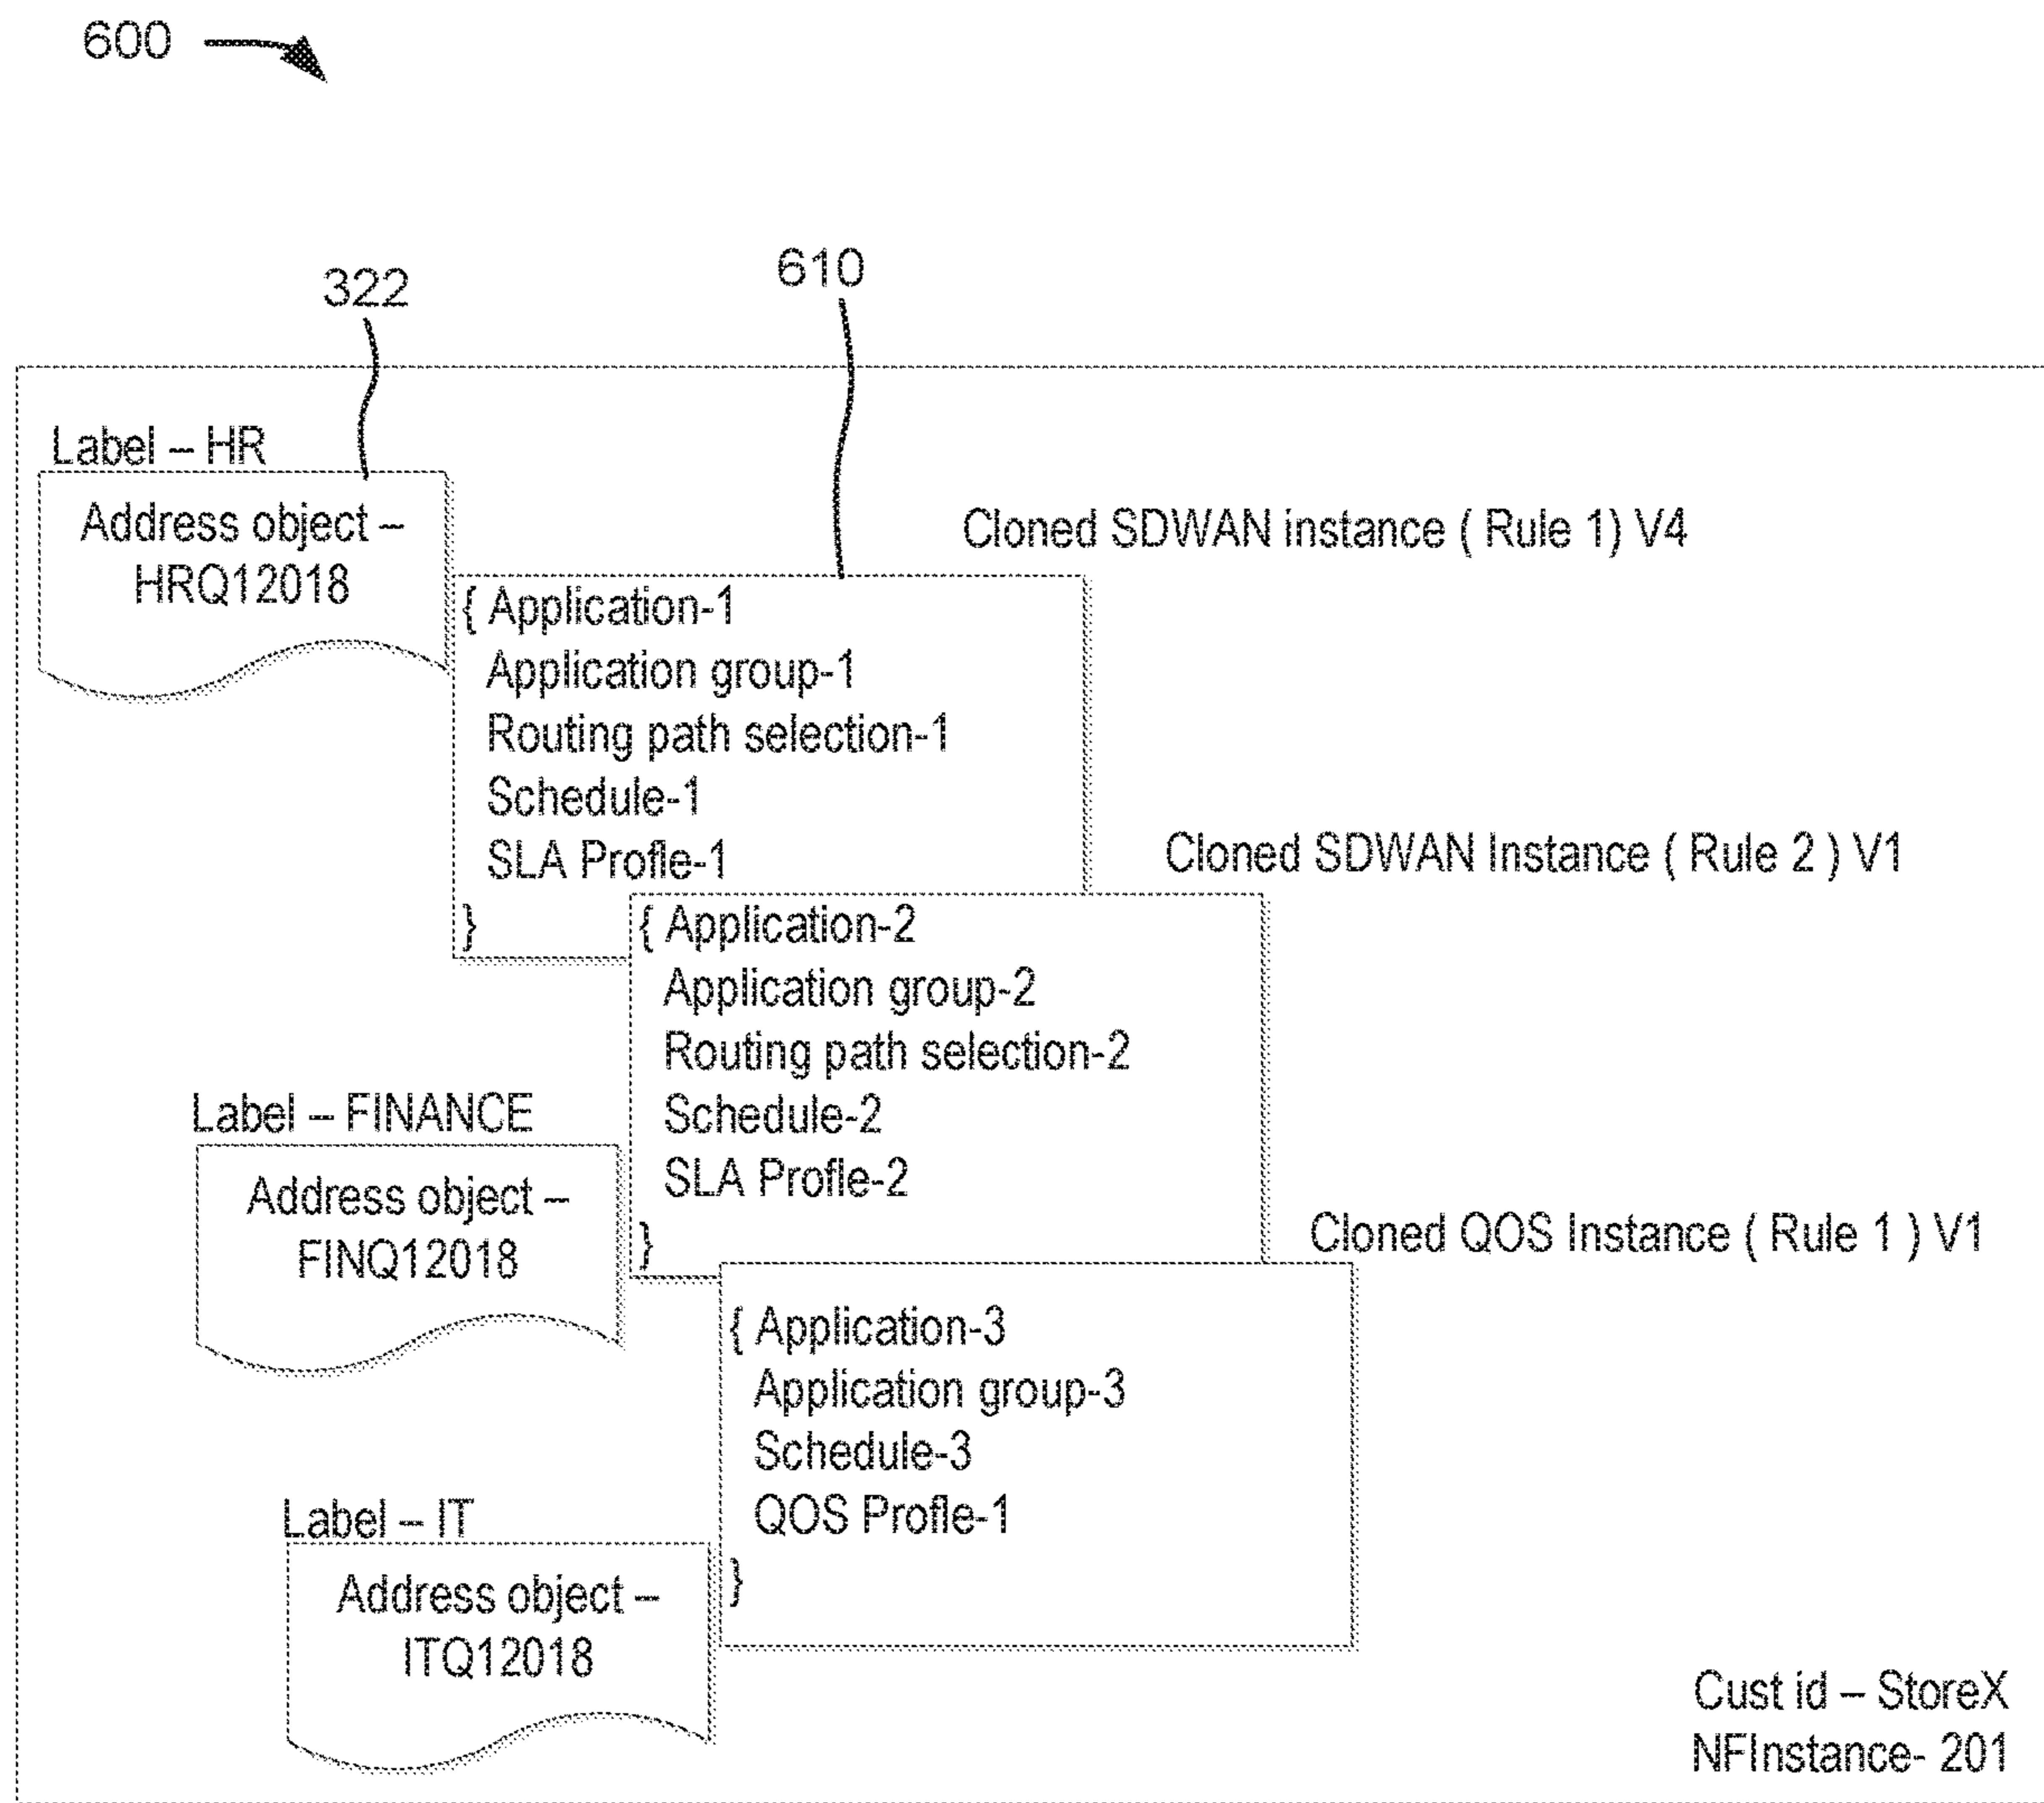 600
322
610
Label – HR
Address object –
HRQ12018
Cloned SDWAN instance ( Rule 1) V4
{ Application-1
Application group-1
Routing path selection-1
Schedule-1
SLA Profle-1
}
Cloned SDWAN Instance ( Rule 2 ) V1
{ Application-2
Application group-2
Routing path selection-2
Schedule-2
SLA Profle-2
}
Label – FINANCE
Address object –
FINQ12018
Cloned QOS Instance ( Rule 1 ) V1
{ Application-3
Application group-3
Schedule-3
QOS Profle-1
}
Label – IT
Address object –
ITQ12018
Cust id – StoreX
NFInstance- 201